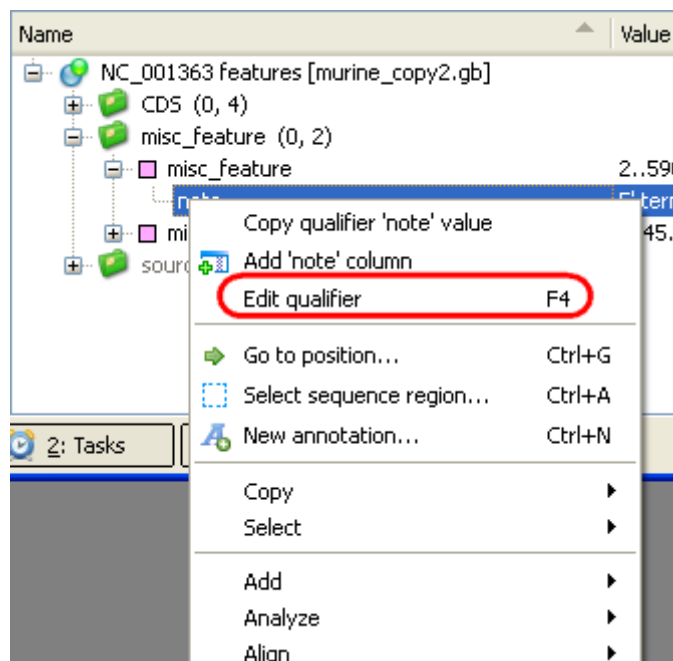 Name Value
NC_001363 features [murine_copy2.gb]
CDS (0, 4)
misc_feature (0, 2)
misc_feature 2..59
Copy qualifier 'note' value
Add 'note' column
Edit qualifier F4
Go to position... Ctrl+G
Select sequence region... Ctrl+A
New annotation... Ctrl+N
2: Tasks
Copy
Select
Add
Analyze
Align